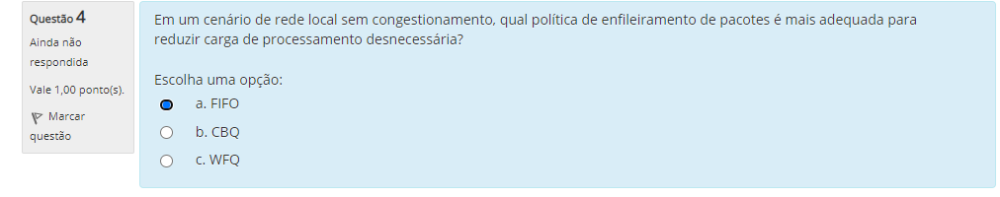 Questão 4
Ainda não
respondida
Vale 1,00 ponto(s).
Marcar
questão
Em um cenário de rede local sem congestionamento, qual política de enfileiramento de pacotes é mais adequada para
reduzir carga de processamento desnecessária?
Escolha uma opção:
a. FIFO
b. CBQ
c. WFQ